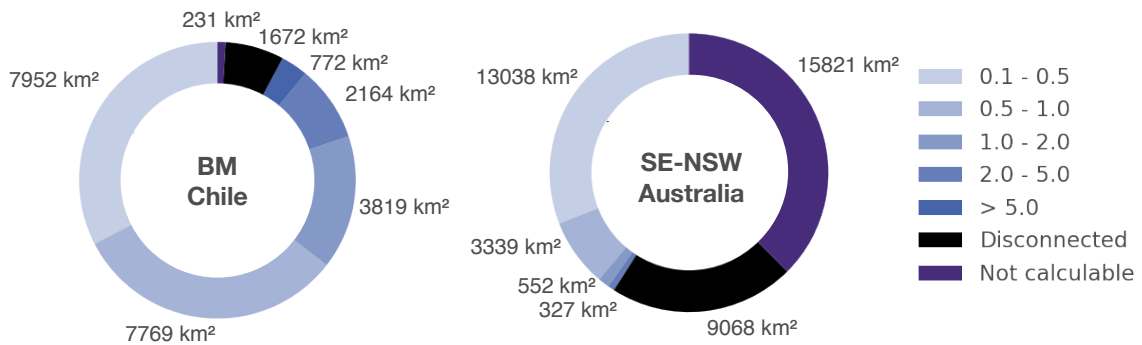 231 km²
1672 km²
772 km²
2164 km²
3819 km²
7769 km²
7952 km²
BM
Chile
15821 km²
9068 km²
327 km²
552 km²
3339 km²
13038 km²
SE-NSW
Australia
0.1 - 0.5
0.5 - 1.0
1.0 - 2.0
2.0 - 5.0
> 5.0
Disconnected
Not calculable